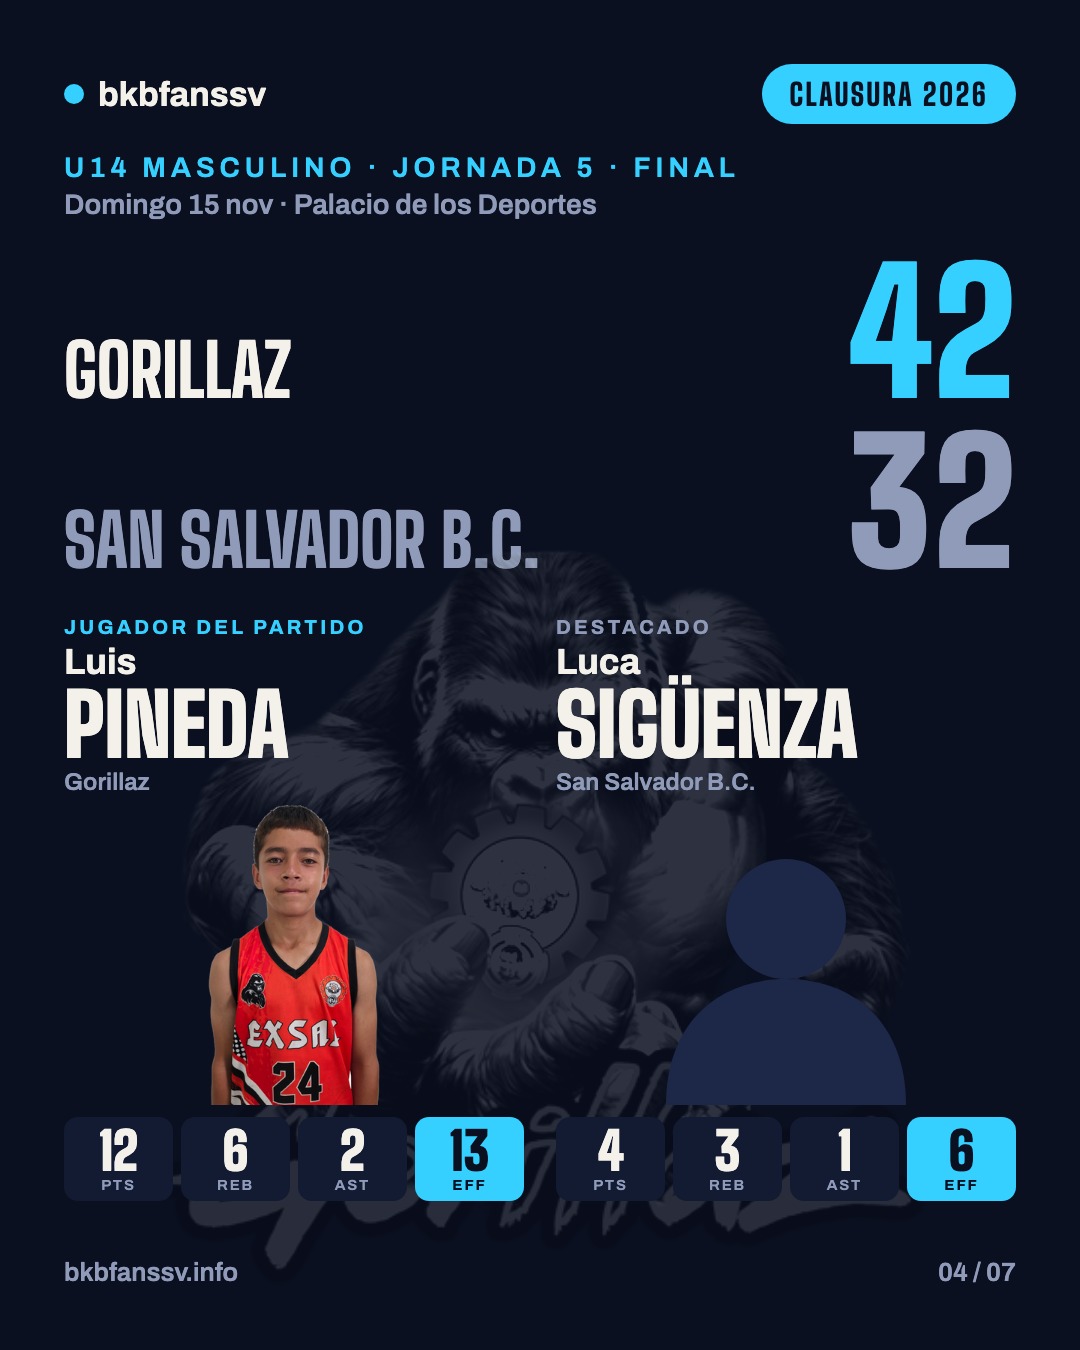 bkbfanssv
CLAUSURA 2026
U14 MASCULINO · JORNADA 5 · FINAL
Domingo 15 nov · Palacio de los Deportes
GORILLAZ 42
SAN SALVADOR B.C. 32
JUGADOR DEL PARTIDO
Luis
PINEDA
Gorillaz
DESTACADO
Luca
SIGÜENZA
San Salvador B.C.
EXSAL
24
12 6 2 13
PTS REB AST EFF
4 3 1 6
PTS REB AST EFF
Gorillaz
bkbfanssv.info
04 / 07